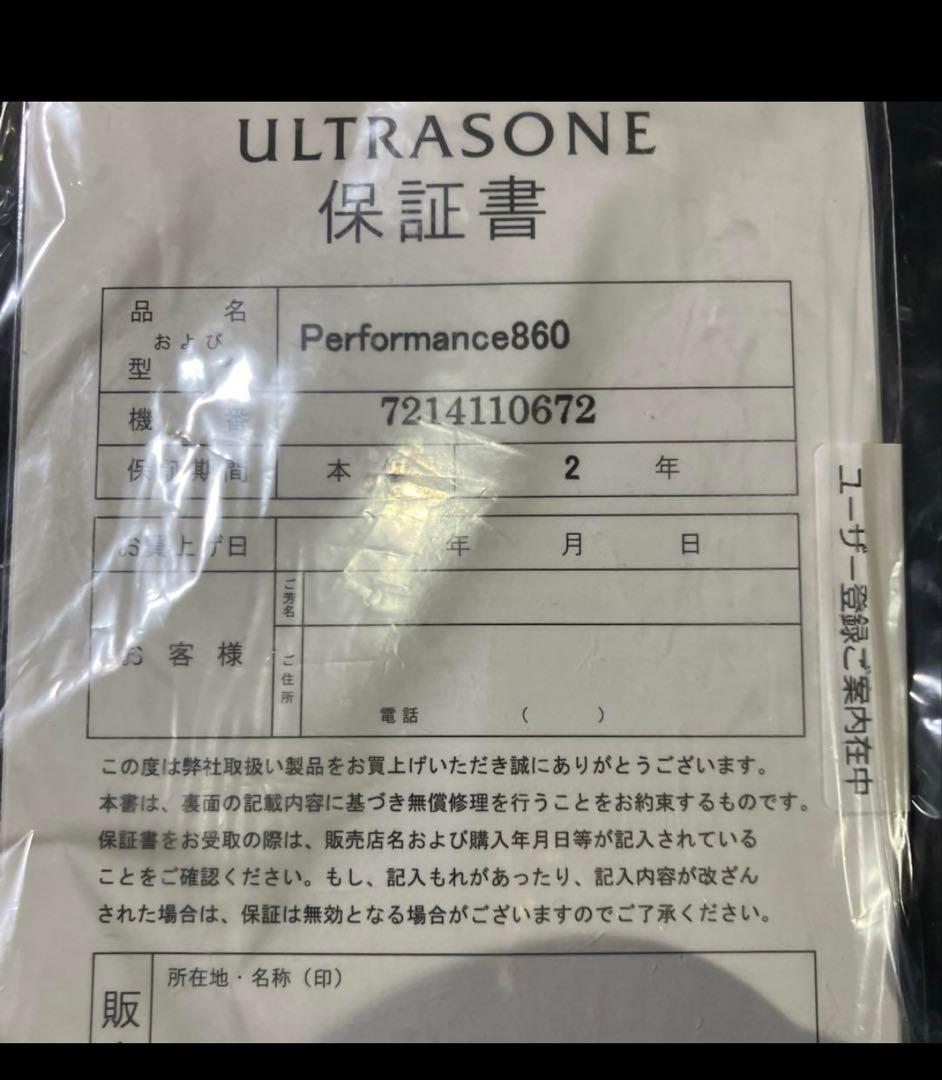 ULTRASONE
保証書
品 名
および
型
Performance860
機 番
7214110672
保証期間
本
2 年
お買上げ日
年 月 日
お客様
ご芳名
ご住所
電話 ( )
この度は弊社取扱い製品をお買上げいただき誠にありがとうございます。
本書は、裏面の記載内容に基づき無償修理を行うことをお約束するものです。
保証書をお受取の際は、販売店名および購入年月日等が記入されている
ことをご確認ください。もし、記入もれがあったり、記入内容が改ざん
された場合は、保証は無効となる場合がございますのでご了承ください。
所在地・名称（印）
販
ユーザー登録ご案内在中